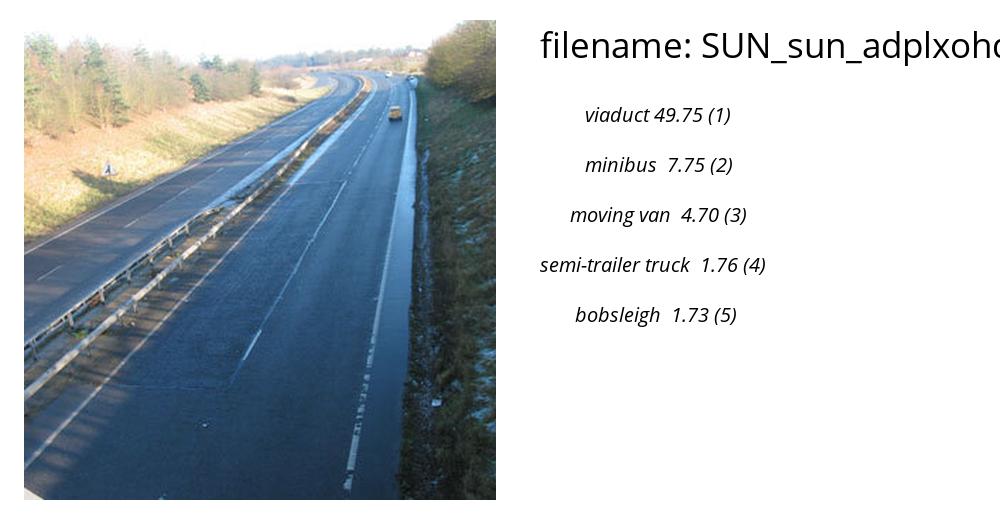 filename: SUN_sun_adplxoh
viaduct 49.75 (1)
minibus 7.75 (2)
moving van 4.70 (3)
semi-trailer truck 1.76 (4)
bobsleigh 1.73 (5)